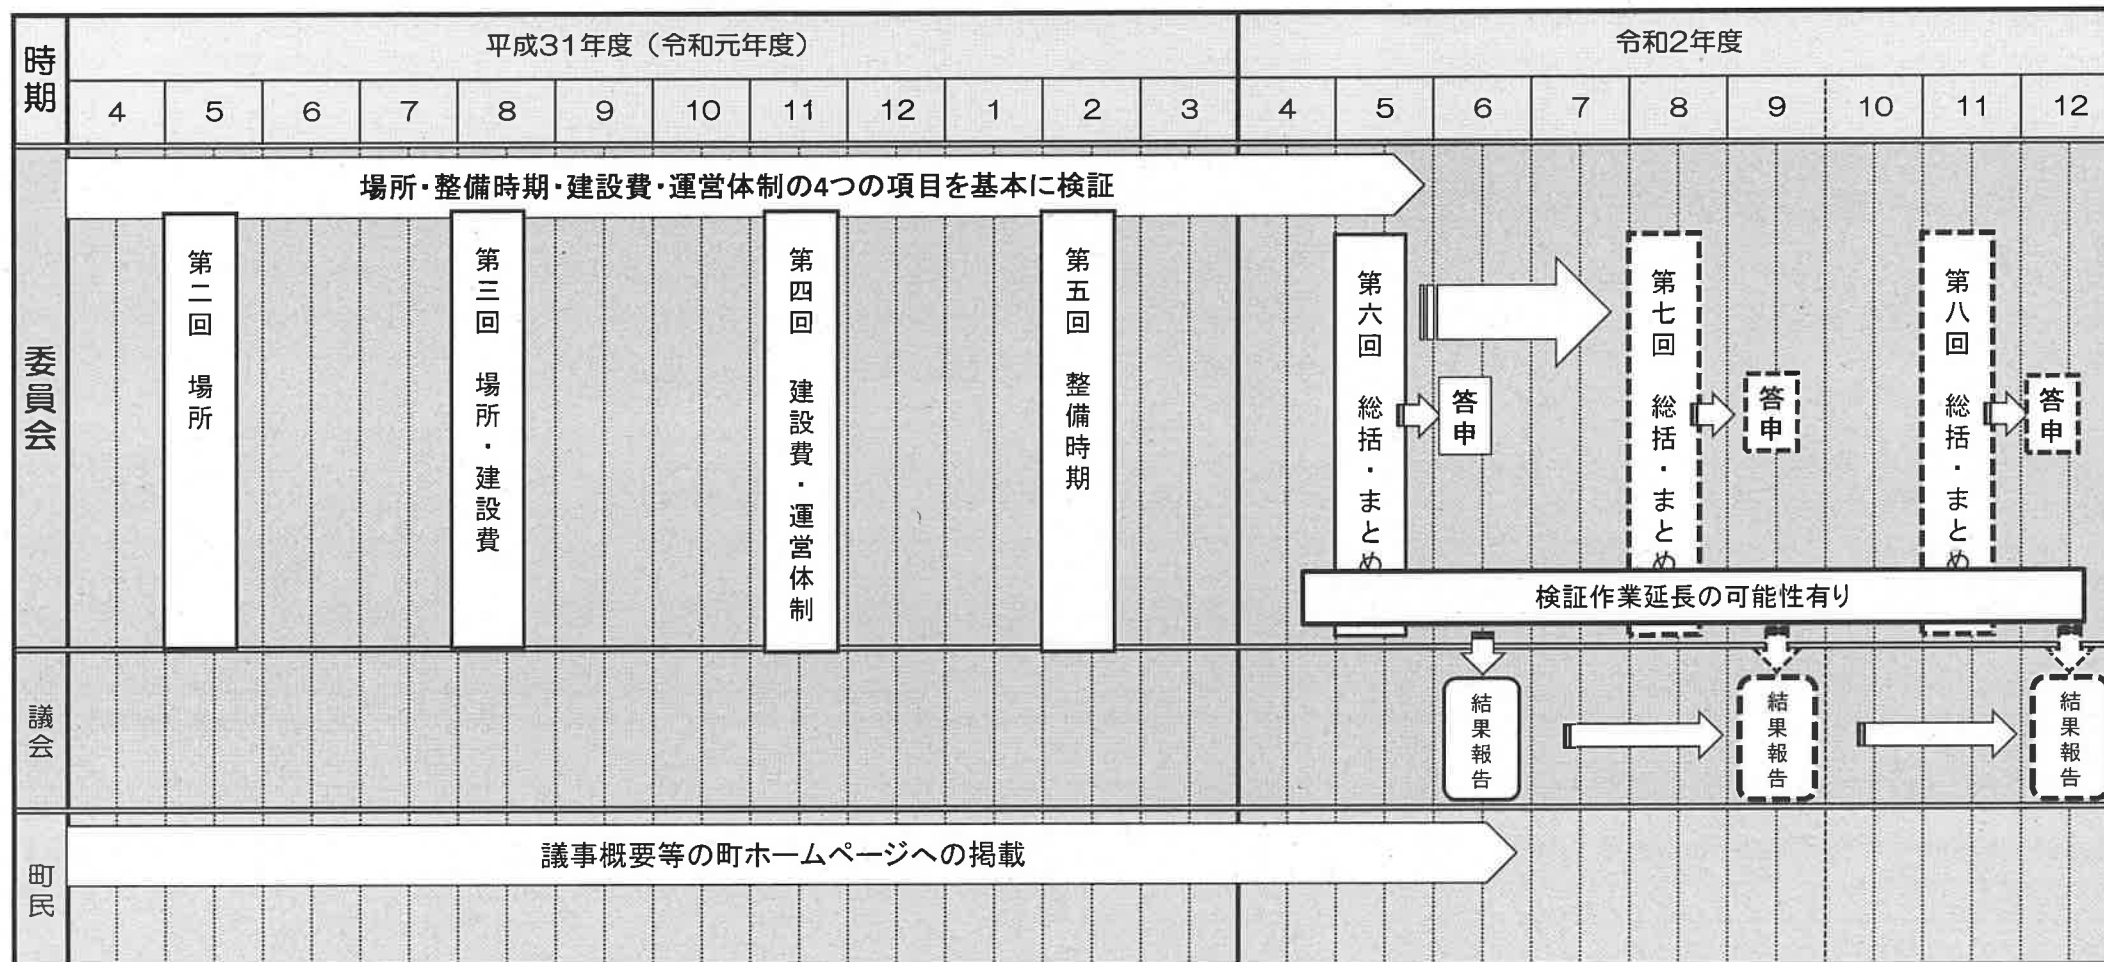 時期
平成31年度（令和元年度）
令和2年度
4 5 6 7 8 9 10 11 12 1 2 3 4 5 6 7 8 9 10 11 12
委員会
場所・整備時期・建設費・運営体制の4つの項目を基本に検証
第二回 場所
第三回 場所・建設費
第四回 建設費・運営体制
第五回 整備時期
第六回 総括・まとめ
答申
第七回 総括・まとめ
答申
第八回 総括・まとめ
答申
検証作業延長の可能性有り
議会
結果報告
結果報告
結果報告
町民
議事概要等の町ホームページへの掲載